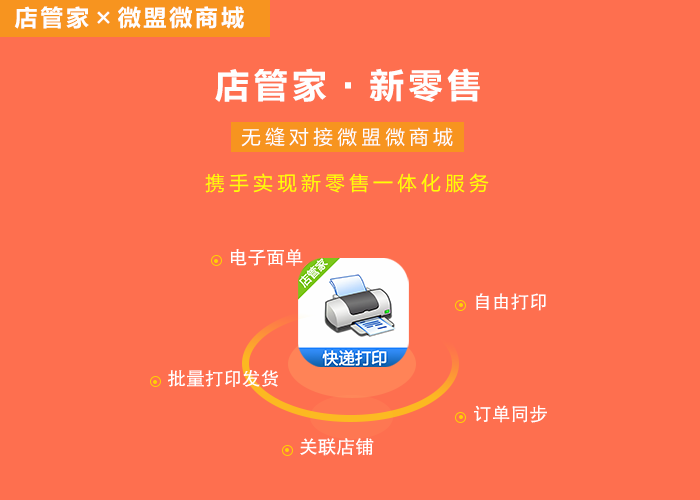 店管家×微盟微商城
店管家·新零售
无缝对接微盟微商城
携手实现新零售一体化服务
电子面单
店管家
自由打印
快递打印
批量打印发货
订单同步
关联店铺